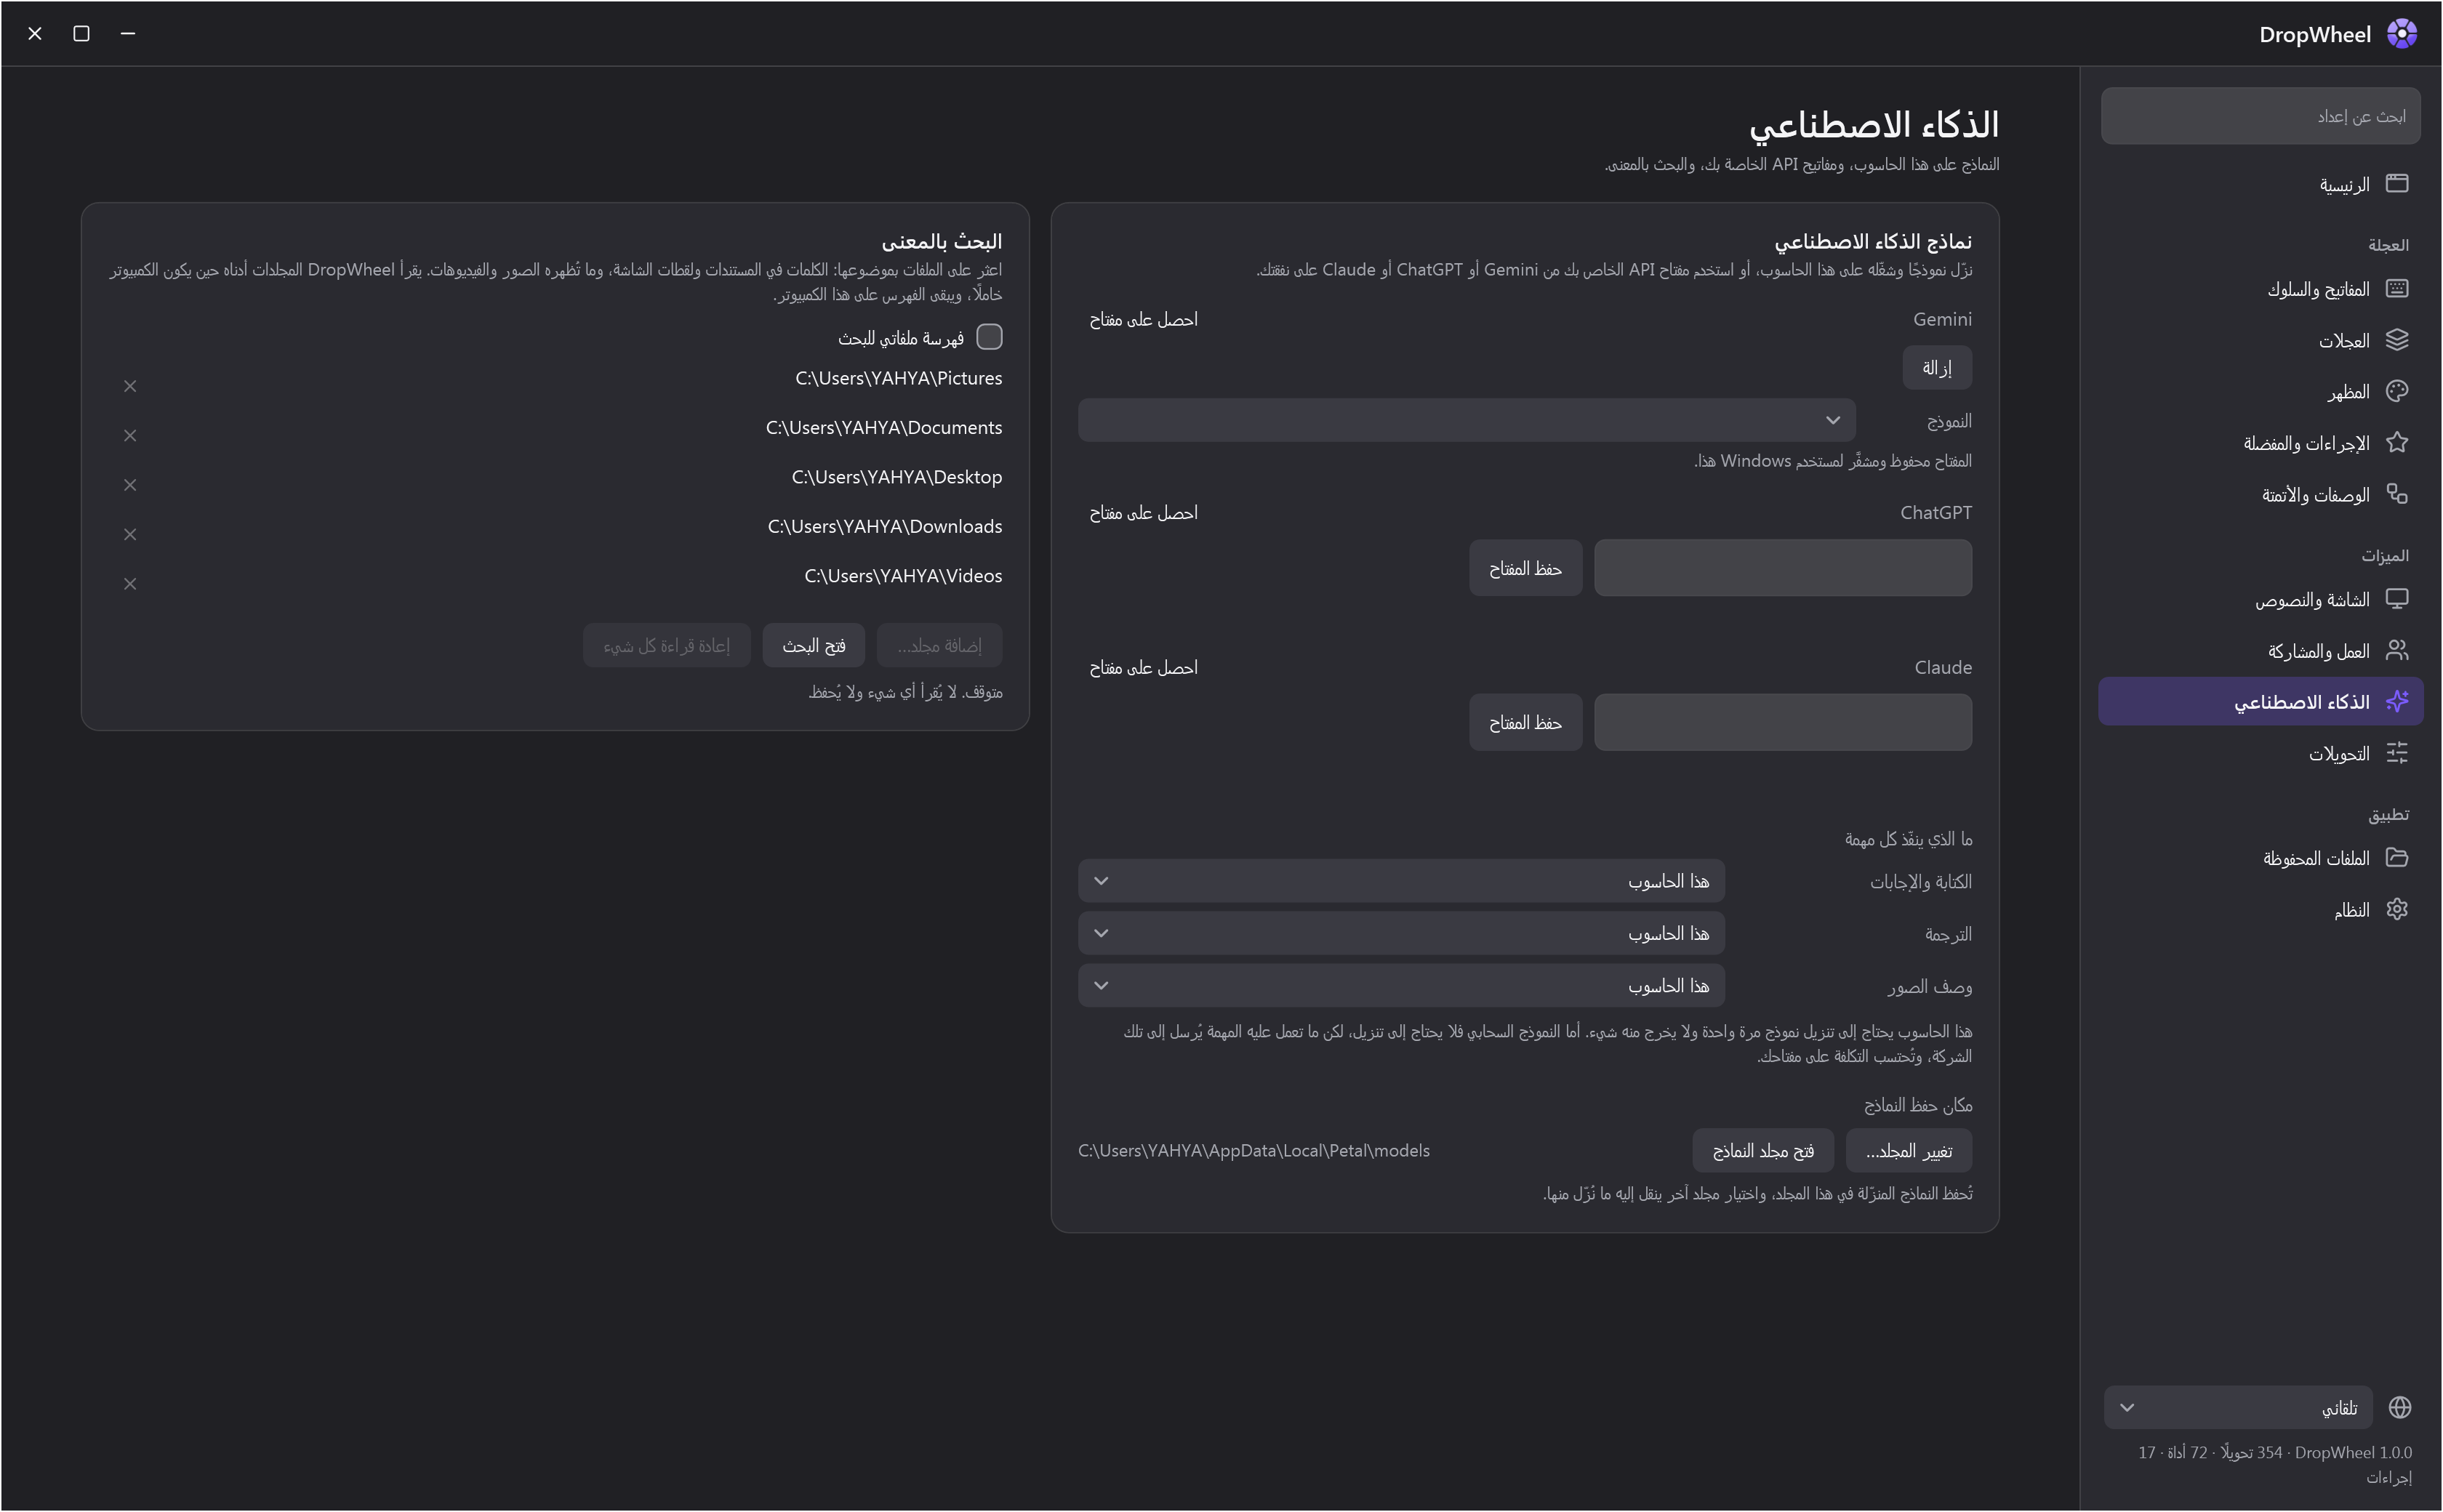 DropWheel
ابحث عن إعداد
الرئيسية
العجلة
المفاتيح والسلوك
العجلات
المظهر
الإجراءات والمفضلة
الوصفات والأتمتة
الميزات
الشاشة والنصوص
العمل والمشاركة
الذكاء الاصطناعي
التحويلات
تطبيق
الملفات المحفوظة
النظام
تلقائي
DropWheel 1.0.0 · 354 تحويلًا · 72 أداة · 17
إجراءات
الذكاء الاصطناعي
النماذج على هذا الحاسوب، ومفاتيح API الخاصة بك، والبحث بالمعنى.
نماذج الذكاء الاصطناعي
نزّل نموذجًا وشغّله على هذا الحاسوب، أو استخدم مفتاح API الخاص بك من Gemini أو ChatGPT أو Claude على نفقتك.
Gemini
احصل على مفتاح
إزالة
النموذج
المفتاح محفوظ ومشفَّر لمستخدم Windows هذا.
ChatGPT
احصل على مفتاح
حفظ المفتاح
Claude
احصل على مفتاح
حفظ المفتاح
ما الذي ينفّذ كل مهمة
الكتابة والإجابات
هذا الحاسوب
الترجمة
هذا الحاسوب
وصف الصور
هذا الحاسوب
هذا الحاسوب يحتاج إلى تنزيل نموذج مرة واحدة ولا يخرج منه شيء. أما النموذج السحابي فلا يحتاج إلى تنزيل، لكن ما تعمل عليه المهمة يُرسل إلى تلك
الشركة، وتُحتسب التكلفة على مفتاحك.
مكان حفظ النماذج
تغيير المجلد...
فتح مجلد النماذج
C:\Users\YAHYA\AppData\Local\Petal\models
تُحفظ النماذج المنزّلة في هذا المجلد، واختيار مجلد آخر ينقل إليه ما نُزّل منها.
البحث بالمعنى
اعثر على الملفات بموضوعها: الكلمات في المستندات ولقطات الشاشة، وما تُظهره الصور والفيديوهات. يقرأ DropWheel المجلدات أدناه حين يكون الكمبيوتر
خاملًا، ويبقى الفهرس على هذا الكمبيوتر.
فهرسة ملفاتي للبحث
C:\Users\YAHYA\Pictures
C:\Users\YAHYA\Documents
C:\Users\YAHYA\Desktop
C:\Users\YAHYA\Downloads
C:\Users\YAHYA\Videos
إضافة مجلد...
فتح البحث
إعادة قراءة كل شيء
متوقف. لا يُقرأ أي شيء ولا يُحفظ.